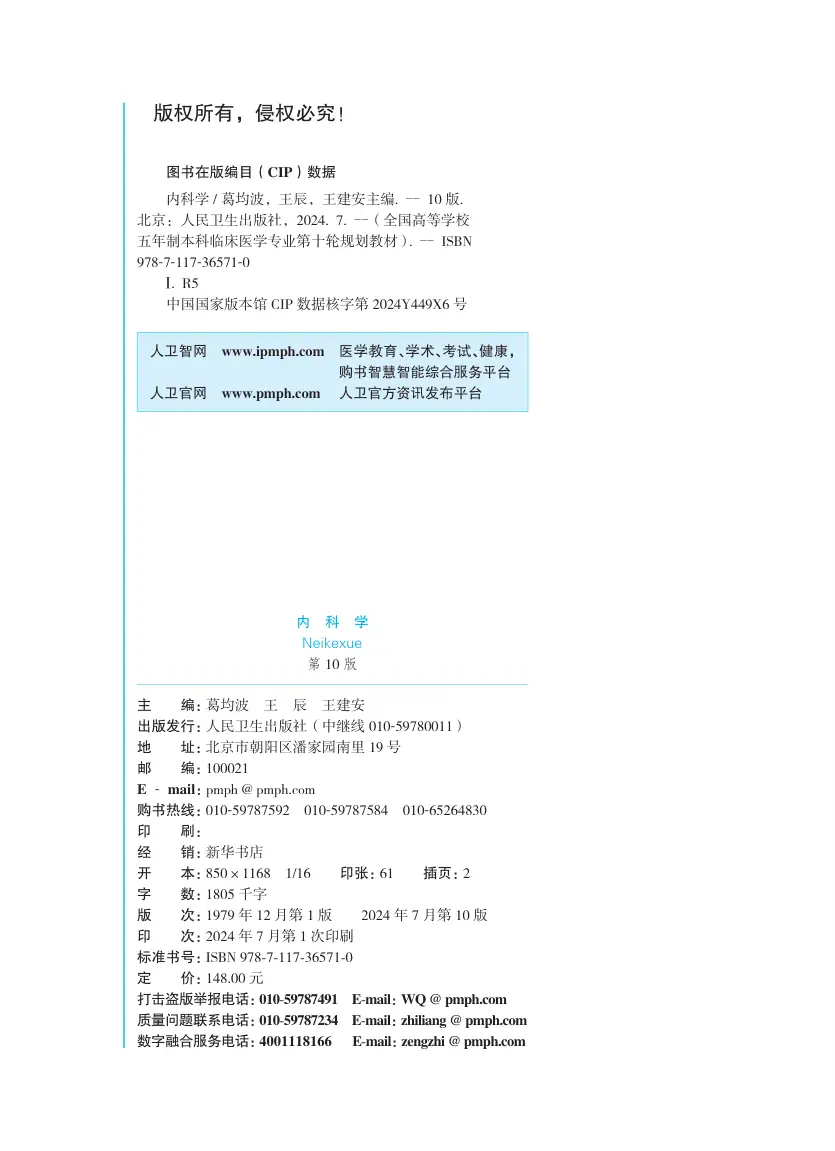 版权所有，侵权必究！
图书在版编目（CIP）数据
内科学 / 葛均波，王辰，王建安主编. -- 10 版.
北京：人民卫生出版社，2024. 7. --（全国高等学校
五年制本科临床医学专业第十轮规划教材）. -- ISBN
978-7-117-36571-0
Ⅰ. R5
中国国家版本馆 CIP 数据核字第 2024Y449X6 号
人卫智网 www.ipmph.com 医学教育、学术、考试、健康，
购书智慧智能综合服务平台
人卫官网 www.pmph.com 人卫官方资讯发布平台
内 科 学
Neikexue
第 10 版
主 编：葛均波 王 辰 王建安
出版发行：人民卫生出版社（中继线 010-59780011）
地 址：北京市朝阳区潘家园南里 19 号
邮 编：100021
E - mail：pmph @ pmph.com
购书热线：010-59787592 010-59787584 010-65264830
印 刷：
经 销：新华书店
开 本：850 × 1168 1/16 印张：61 插页：2
字 数：1805 千字
版 次：1979 年 12 月第 1 版 2024 年 7 月第 10 版
印 次：2024 年 7 月第 1 次印刷
标准书号：ISBN 978-7-117-36571-0
定 价：148.00 元
打击盗版举报电话：010-59787491 E-mail：WQ @ pmph.com
质量问题联系电话：010-59787234 E-mail：zhiliang @ pmph.com
数字融合服务电话：4001118166 E-mail：zengzhi @ pmph.com